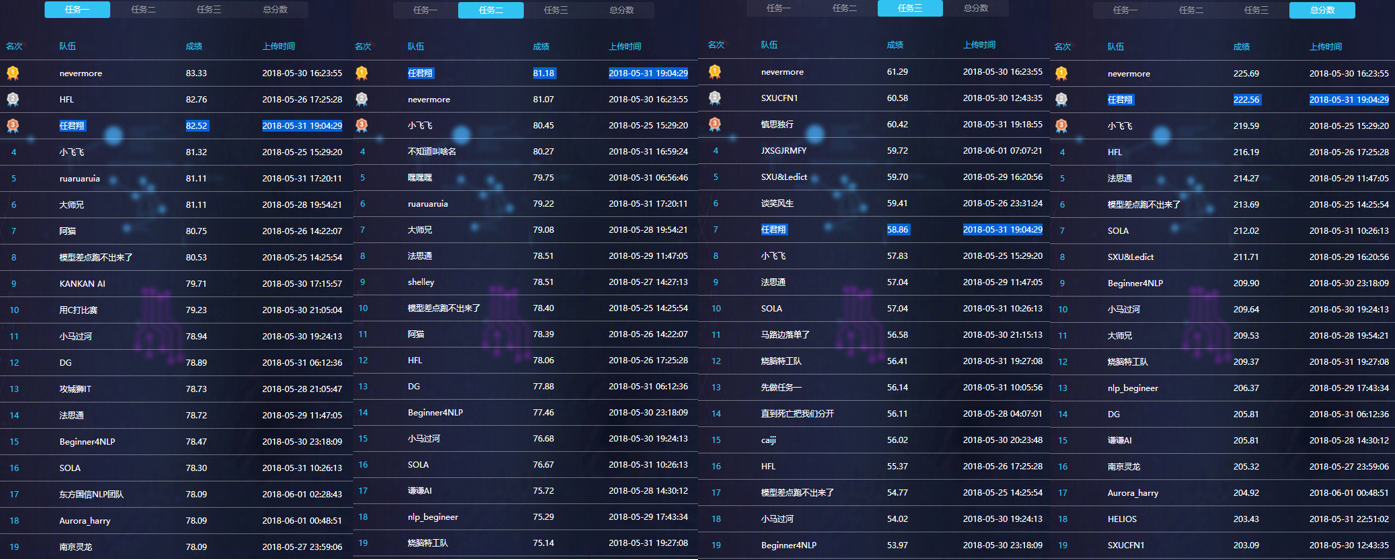 任务一 任务二 任务三 总分数
名次 队伍 成绩 上传时间
1 nevermore 83.33 2018-05-30 16:23:55
2 HFL 82.76 2018-05-26 17:25:28
3 任君翔 82.52 2018-05-31 19:04:29
4 小飞飞 81.32 2018-05-25 15:29:20
5 ruaruaruia 81.11 2018-05-31 17:20:11
6 大师兄 81.11 2018-05-28 19:54:21
7 阿猫 80.75 2018-05-26 14:22:07
8 模型差点跑不出来了 80.53 2018-05-25 14:25:54
9 KANKAN AI 79.71 2018-05-30 17:15:57
10 用C打比赛 79.23 2018-05-30 21:05:04
11 小马过河 78.94 2018-05-30 19:24:13
12 DG 78.89 2018-05-31 06:12:36
13 攻城狮IT 78.73 2018-05-28 21:05:47
14 法思通 78.72 2018-05-29 11:47:05
15 Beginner4NLP 78.47 2018-05-30 23:18:09
16 SOLA 78.30 2018-05-31 10:26:13
17 东方国信NLP团队 78.09 2018-06-01 02:28:43
18 Aurora_harry 78.09 2018-06-01 00:48:51
19 南京灵龙 78.09 2018-05-27 23:59:06
任务一 任务二 任务三 总分数
名次 队伍 成绩 上传时间
1 任君翔 81.18 2018-05-31 19:04:29
2 nevermore 81.07 2018-05-30 16:23:55
3 小飞飞 80.45 2018-05-25 15:29:20
4 不知道叫啥名 80.27 2018-05-31 16:59:24
5 嘿嘿嘿 79.75 2018-05-31 06:56:46
6 ruaruaruia 79.22 2018-05-31 17:20:11
7 大师兄 79.08 2018-05-28 19:54:21
8 法思通 78.51 2018-05-29 11:47:05
9 shelley 78.51 2018-05-27 14:27:13
10 模型差点跑不出来了 78.40 2018-05-25 14:25:54
11 阿猫 78.39 2018-05-26 14:22:07
12 HFL 78.06 2018-05-26 17:25:28
13 DG 77.88 2018-05-31 06:12:36
14 Beginner4NLP 77.46 2018-05-30 23:18:09
15 小马过河 76.68 2018-05-30 19:24:13
16 SOLA 76.67 2018-05-31 10:26:13
17 谦谦AI 75.72 2018-05-28 14:30:12
18 nlp_begineer 75.29 2018-05-29 17:43:34
19 烧脑特工队 75.14 2018-05-31 19:27:08
任务一 任务二 任务三 总分数
名次 队伍 成绩 上传时间
1 nevermore 61.29 2018-05-30 16:23:55
2 SXUCFN1 60.58 2018-05-30 12:43:35
3 慎思独行 60.42 2018-05-31 19:18:55
4 JXSGJRMFY 59.72 2018-06-01 07:07:21
5 SXU&Ledict 59.70 2018-05-29 16:20:56
6 谈笑风生 59.41 2018-05-26 23:31:24
7 任君翔 58.86 2018-05-31 19:04:29
8 小飞飞 57.83 2018-05-25 15:29:20
9 法思通 57.04 2018-05-29 11:47:05
10 SOLA 57.04 2018-05-31 10:26:13
11 马路边落单了 56.58 2018-05-30 21:15:13
12 烧脑特工队 56.41 2018-05-31 19:27:08
13 先做任务一 56.14 2018-05-31 10:05:56
14 直到死亡把我们分开 56.11 2018-05-28 04:07:01
15 caiji 56.02 2018-05-30 20:23:48
16 HFL 55.37 2018-05-26 17:25:28
17 模型差点跑不出来了 54.77 2018-05-25 14:25:54
18 小马过河 54.02 2018-05-30 19:24:13
19 Beginner4NLP 53.97 2018-05-30 23:18:09
任务一 任务二 任务三 总分数
名次 队伍 成绩 上传时间
1 nevermore 225.69 2018-05-30 16:23:55
2 任君翔 222.56 2018-05-31 19:04:29
3 小飞飞 219.59 2018-05-25 15:29:20
4 HFL 216.19 2018-05-26 17:25:28
5 法思通 214.27 2018-05-29 11:47:05
6 模型差点跑不出来了 213.69 2018-05-25 14:25:54
7 SOLA 212.02 2018-05-31 10:26:13
8 SXU&Ledict 211.71 2018-05-29 16:20:56
9 Beginner4NLP 209.90 2018-05-30 23:18:09
10 小马过河 209.64 2018-05-30 19:24:13
11 大师兄 209.53 2018-05-28 19:54:21
12 烧脑特工队 209.37 2018-05-31 19:27:08
13 nlp_begineer 206.37 2018-05-29 17:43:34
14 DG 205.81 2018-05-31 06:12:36
15 谦谦AI 205.81 2018-05-28 14:30:12
16 南京灵龙 205.32 2018-05-27 23:59:06
17 Aurora_harry 204.92 2018-06-01 00:48:51
18 HELIOS 203.43 2018-05-31 22:51:02
19 SXUCFN1 203.09 2018-05-30 12:43:35